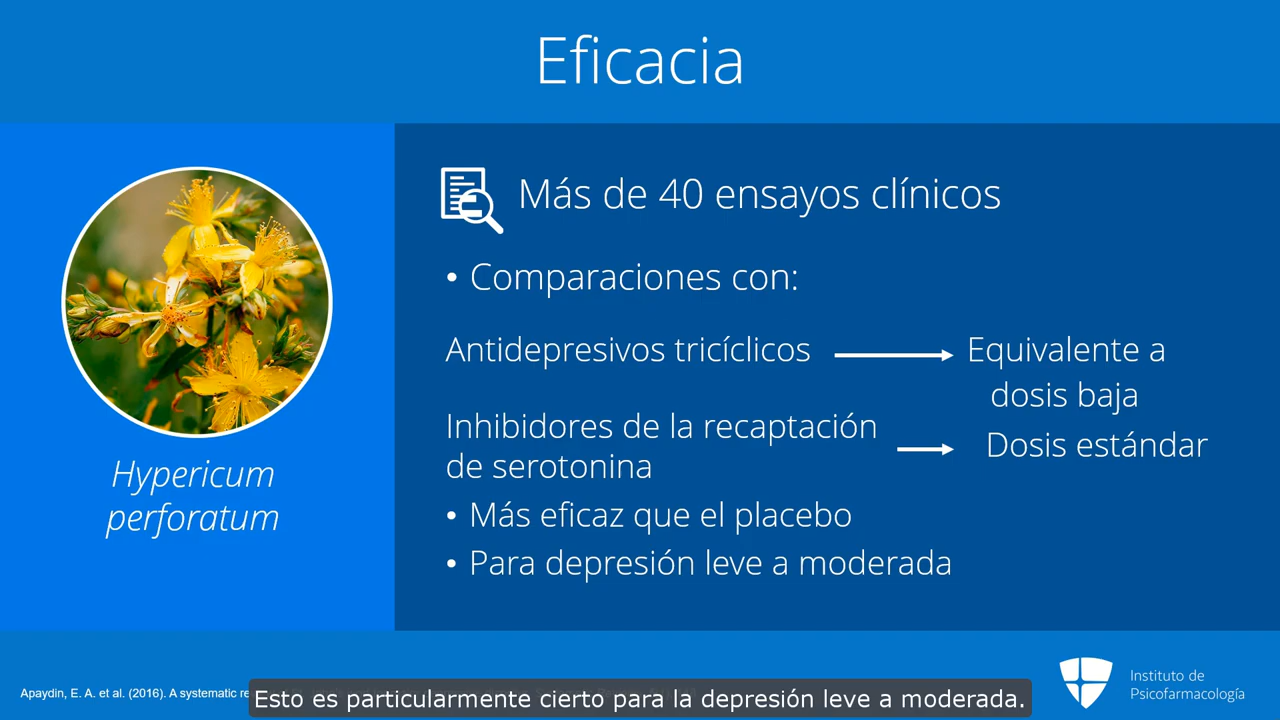 Eficacia
Más de 40 ensayos clínicos
• Comparaciones con:
Antidepresivos tricíclicos
Equivalente a
dosis baja
Inhibidores de la recaptación
de serotonina
Dosis estándar
• Más eficaz que el placebo
• Para depresión leve a moderada
Hypericum
perforatum
Instituto de
Psicofarmacología
Apaydin, E. A. et al. (2016). A systematic
Esto es particularmente cierto para la depresión leve a moderada.